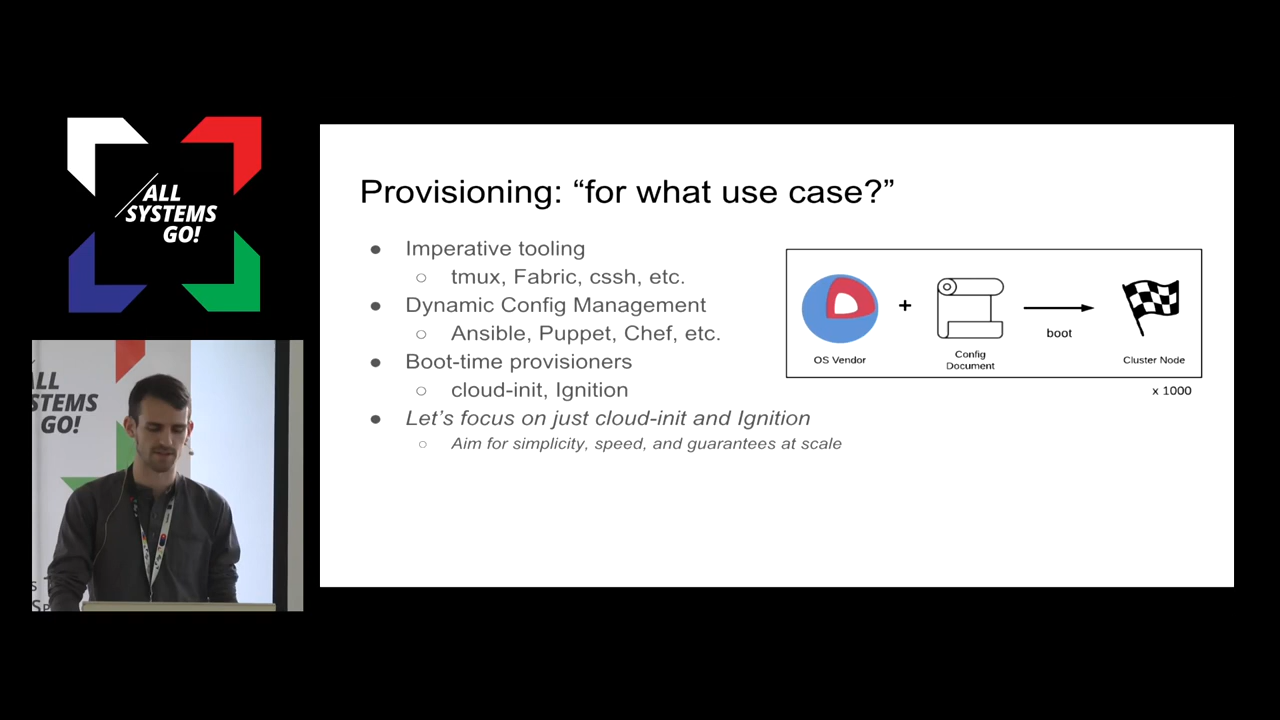 ALL
SYSTEMS
GO!
Provisioning: “for what use case?”
● Imperative tooling
○ tmux, Fabric, cssh, etc.
● Dynamic Config Management
○ Ansible, Puppet, Chef, etc.
● Boot-time provisioners
○ cloud-init, Ignition
● Let’s focus on just cloud-init and Ignition
○ Aim for simplicity, speed, and guarantees at scale
OS Vendor
+
Config
Document
boot
Cluster Node
x 1000
ALL
STEMS
GO!